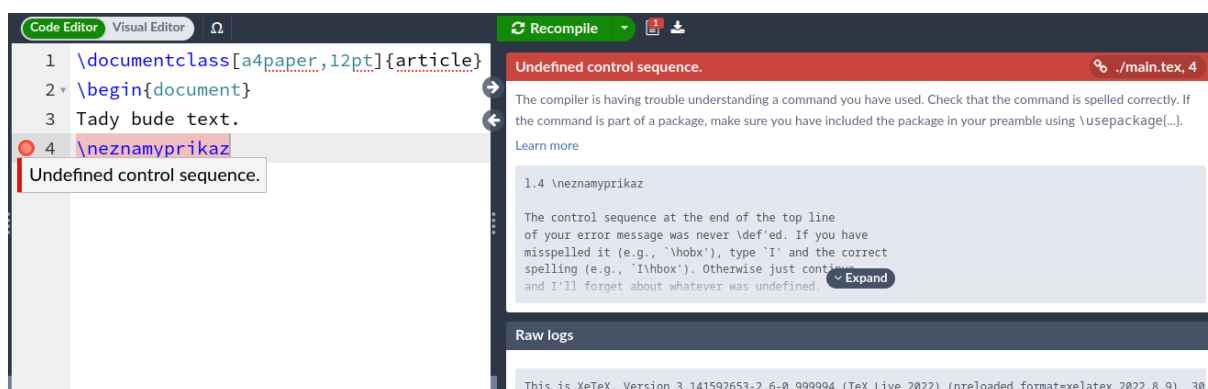 Code Editor Visual Editor Ω Recompile 1
1 \documentclass[a4paper,12pt]{article}
2 \begin{document}
3 Tady bude text.
4 \neznamyprikaz
Undefined control sequence.
Undefined control sequence. ./main.tex, 4
The compiler is having trouble understanding a command you have used. Check that the command is spelled correctly. If
the command is part of a package, make sure you have included the package in your preamble using \usepackage{...}.
Learn more
l.4 \neznamyprikaz
The control sequence at the end of the top line
of your error message was never \def'ed. If you have
misspelled it (e.g., `\hobx'), type `I' and the correct
spelling (e.g., `I\hbox'). Otherwise just
Expand
and I'll forget about whatever was undefined.
Raw logs
This is XeTeX, Version 3.141592653-2.6-0.999994 (TeX Live 2022) (preloaded format=xelatex 2022.8.9) 30